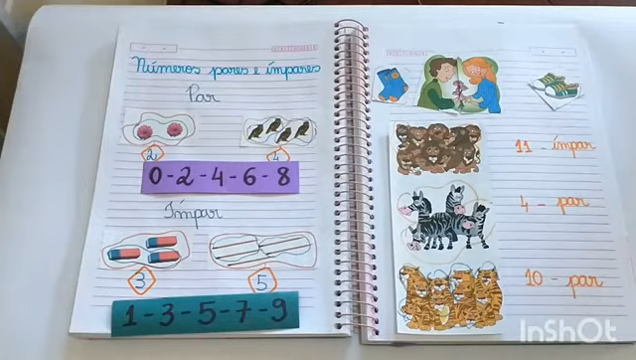 Números pares e ímpares
Par
2
4
0-2-4-6-8
Ímpar
3
5
1-3-5-7-9
11 - ímpar
4 - par
10 - par
InShOt